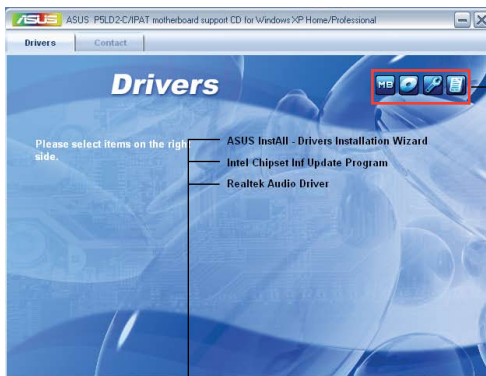 ASUS P5LD2-C/IPAT motherboard support CD for Windows XP Home/Professional
Drivers
Contact
Drivers
MB
Please select items on the right side.
ASUS InstAll - Drivers Installation Wizard
Intel Chipset Inf Update Program
Realtek Audio Driver